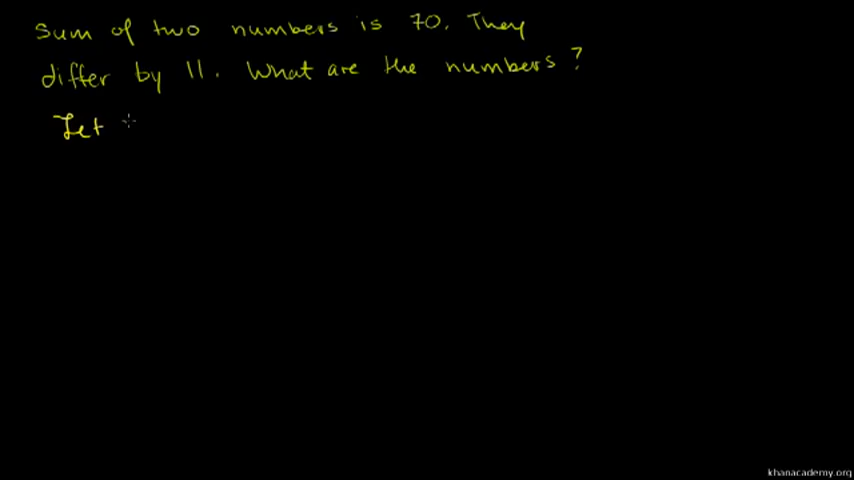 Sum of two numbers is 70. They
differ by 11. What are the numbers?
Let
khanacademy.org